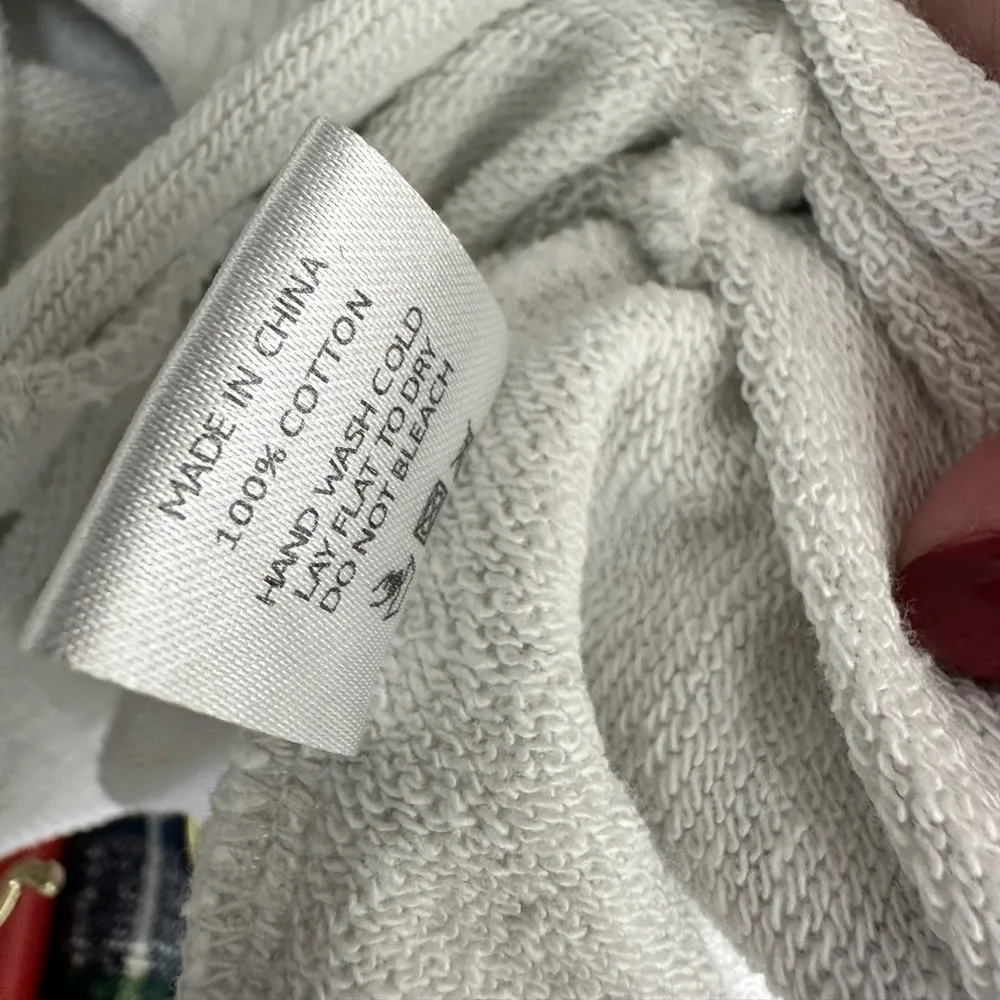 MADE IN CHINA
100% COTTON
HAND WASH COLD
LAY FLAT TO DRY
DO NOT BLEACH